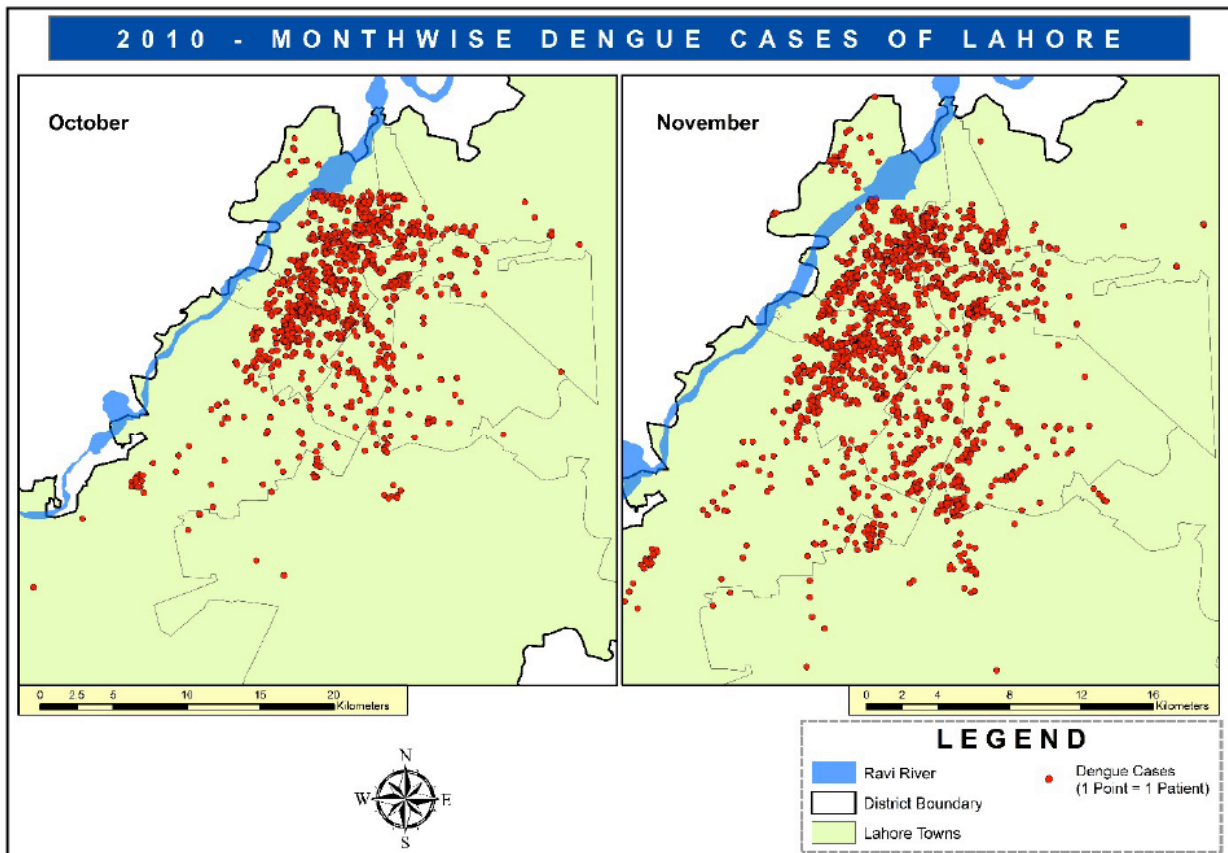 2010 - MONTHWISE DENGUE CASES OF LAHORE
October
November
0 2.5 5 10 15 20
Kilometers
0 2 4 8 12 16
Kilometers
N
W E
S
LEGEND
Ravi River
District Boundary
Lahore Towns
Dengue Cases
(1 Point = 1 Patient)